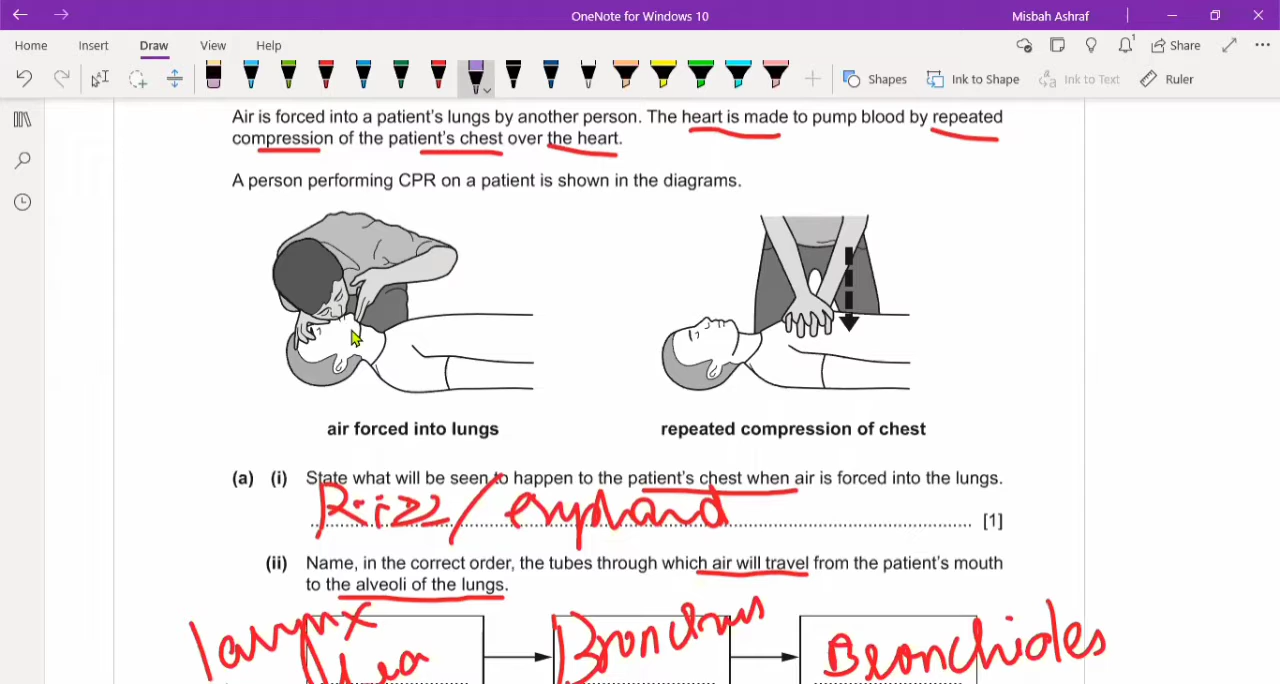 OneNote for Windows 10
Misbah Ashraf
Home Insert Draw View Help
Share
Shapes Ink to Shape Ink to Text Ruler
Air is forced into a patient's lungs by another person. The heart is made to pump blood by repeated
compression of the patient's chest over the heart.
A person performing CPR on a patient is shown in the diagrams.
air forced into lungs
repeated compression of chest
(a) (i) State what will be seen to happen to the patient's chest when air is forced into the lungs.
[1]
(ii) Name, in the correct order, the tubes through which air will travel from the patient's mouth
to the alveoli of the lungs.
larynx
Bronchus
Bronchioles